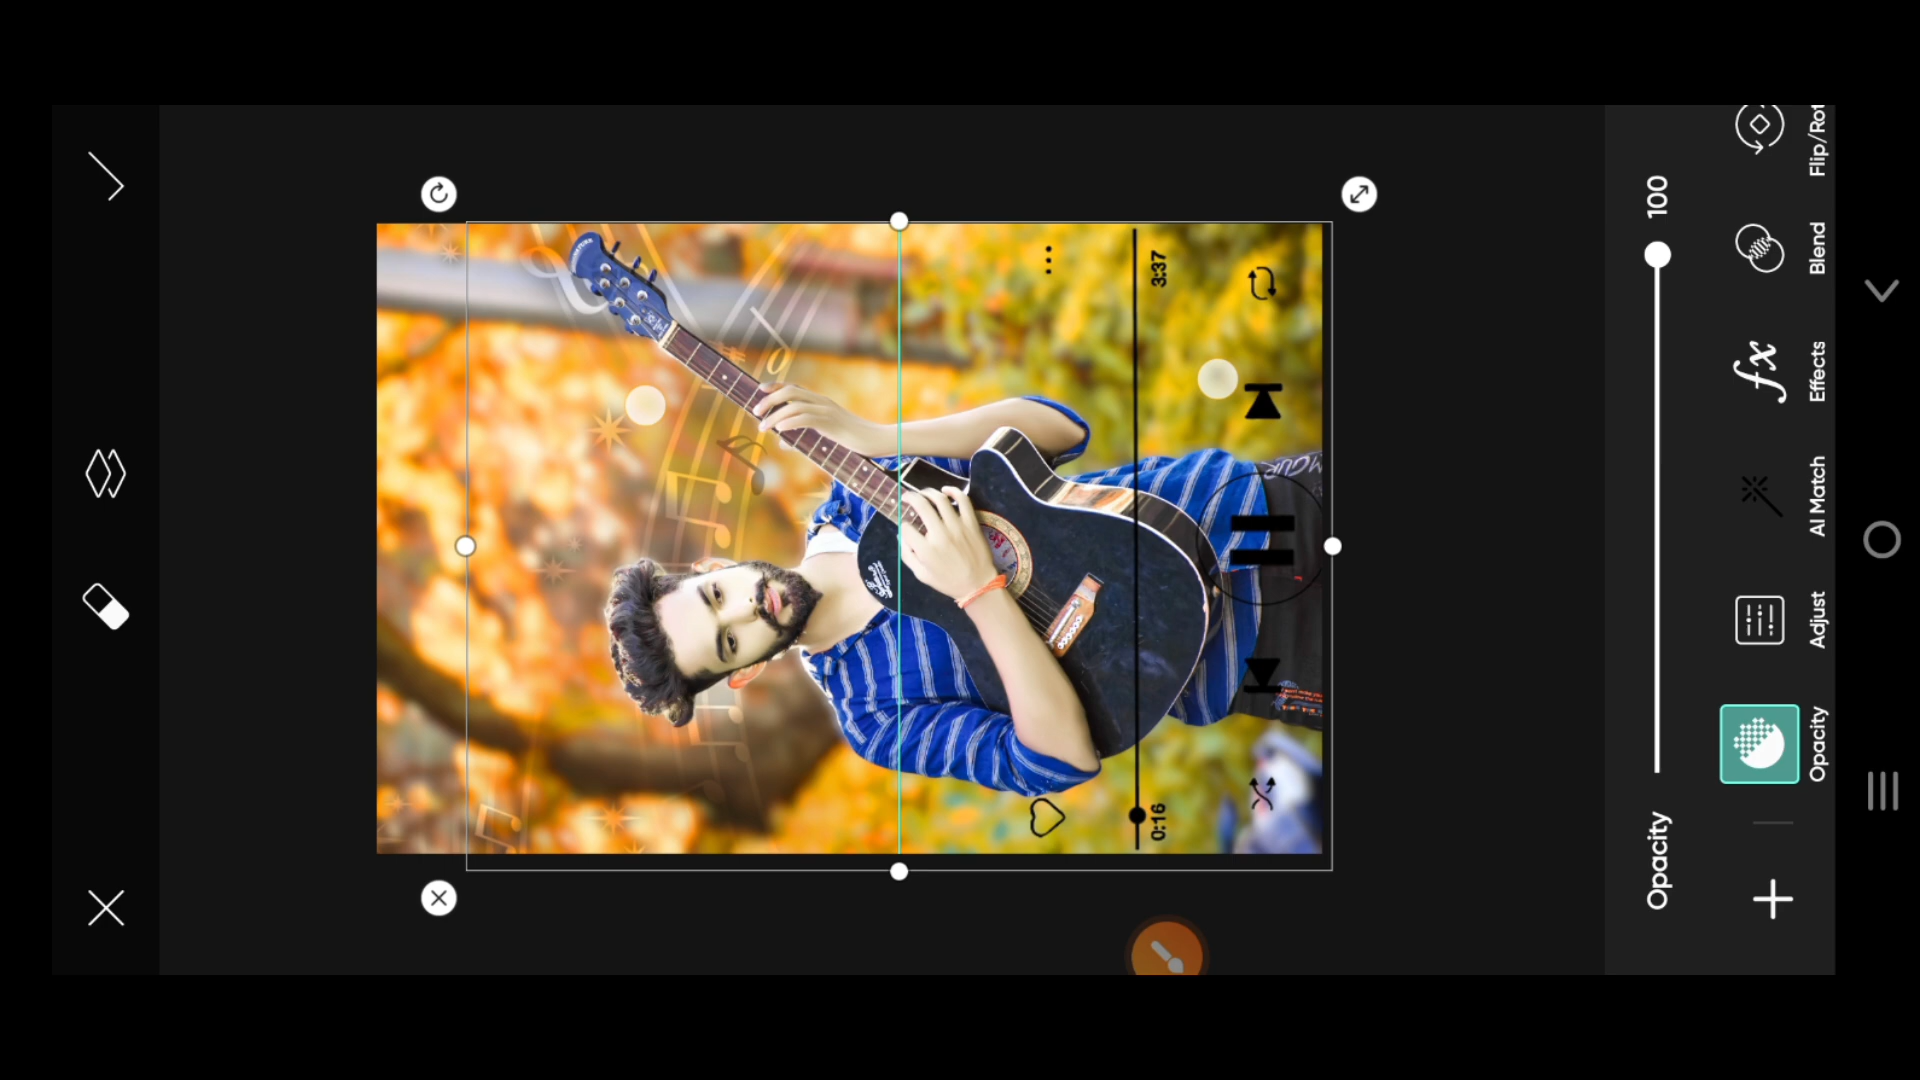 3:37
0:16
100
Opacity
Opacity
Adjust
AI Match
Effects
Blend
Flip/Rot